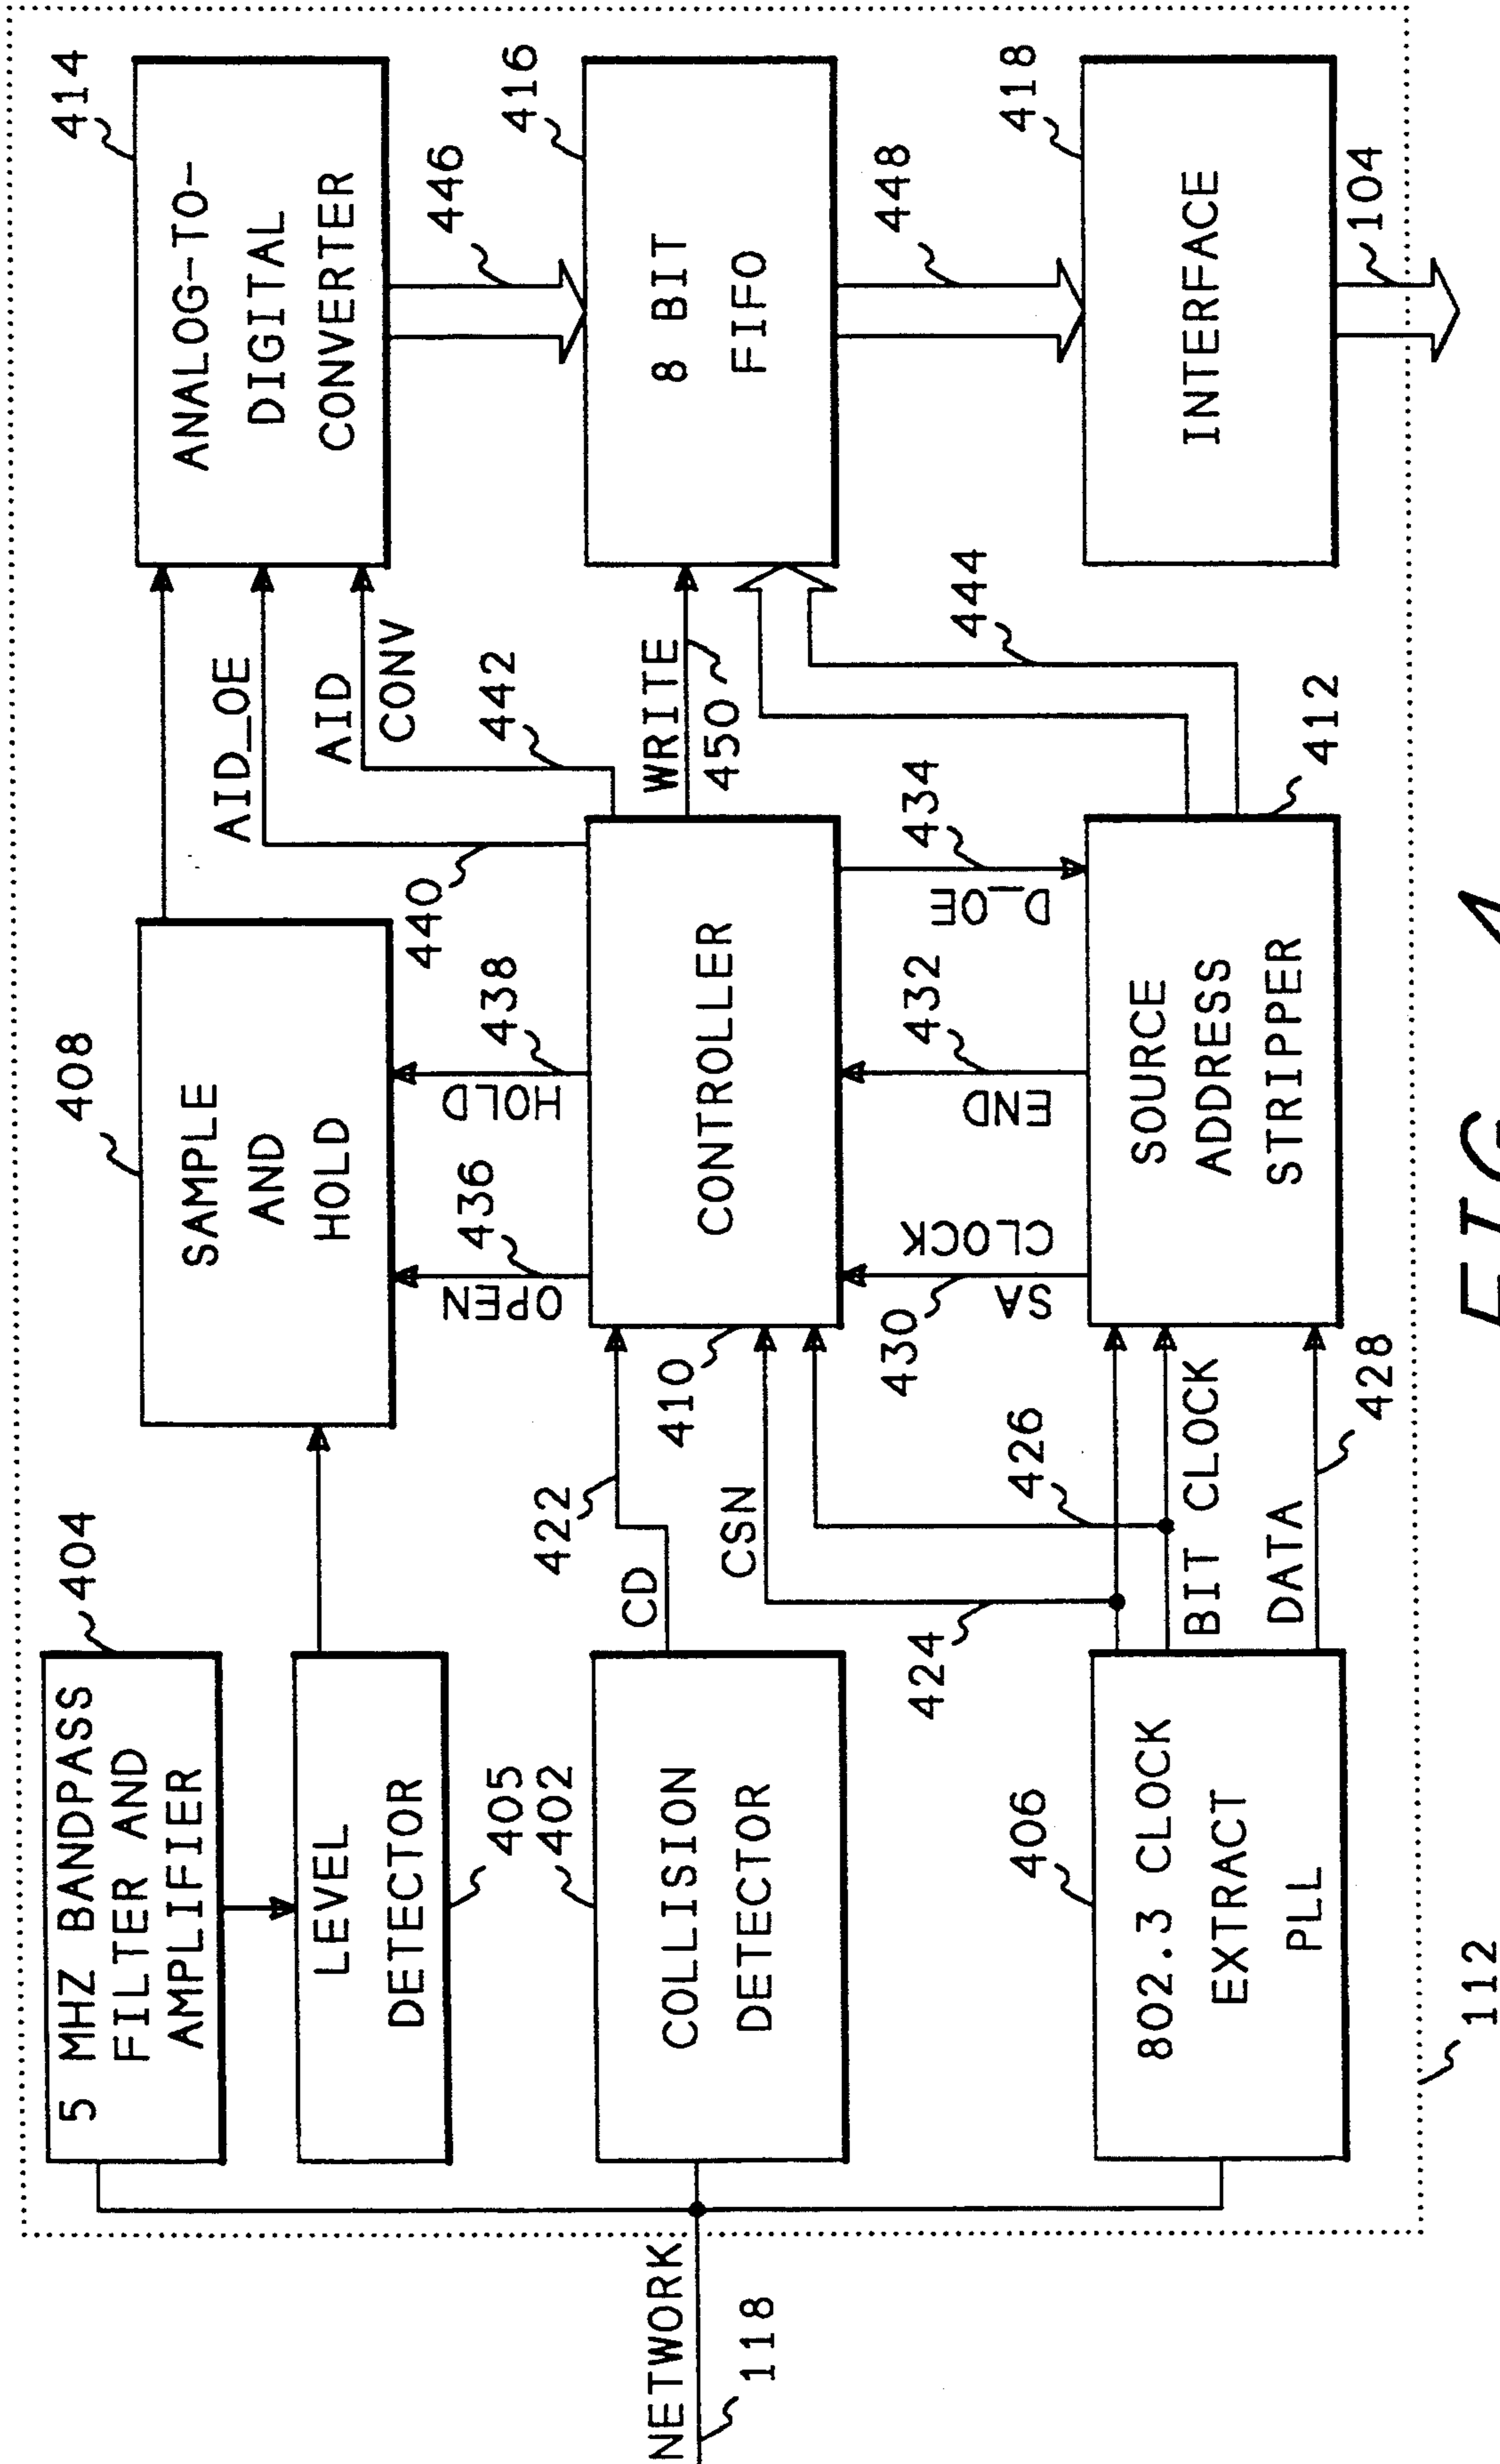 5 MHZ BANDPASS
FILTER AND
AMPLIFIER
404
LEVEL
DETECTOR
405
402
COLLISION
DETECTOR
406
802.3 CLOCK
EXTRACT
PLL
NETWORK
118
112
408
SAMPLE
AND
HOLD
CD
422
CSN
424
426
BIT CLOCK
DATA
428
OPEN
436
HOLD
438
440
410
CONTROLLER
SA
CLOCK
430
END
432
D_OE
434
SOURCE
ADDRESS
STRIPPER
412
AID_OE
AID
CONV
442
WRITE
450
444
414
ANALOG-TO-
DIGITAL
CONVERTER
446
416
8 BIT
FIFO
448
418
INTERFACE
104
FIG 4